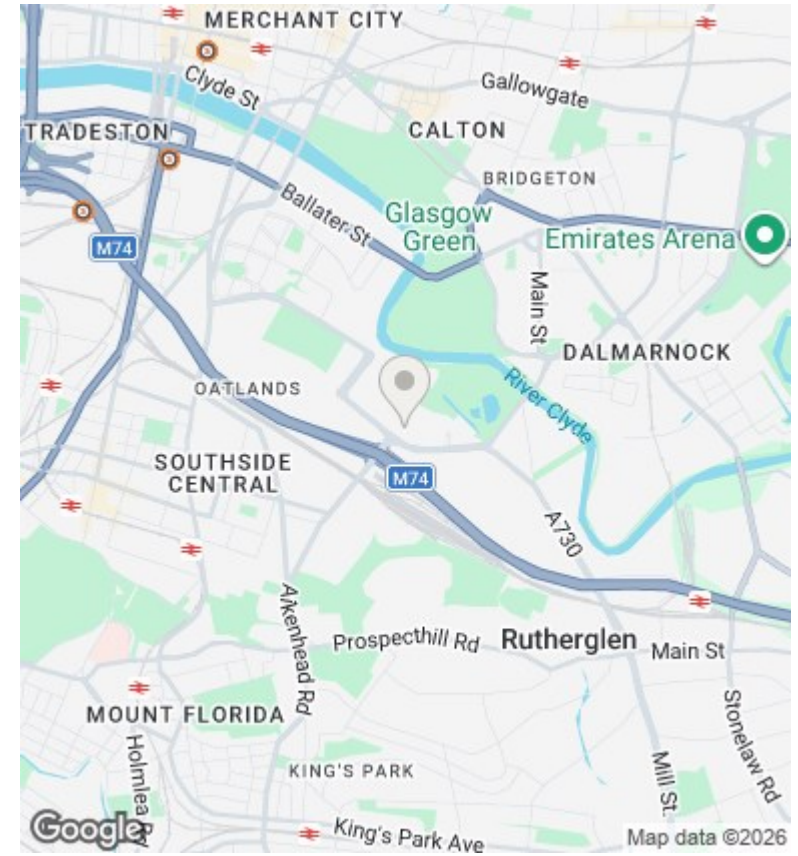 MERCHANT CITY
Clyde St
Gallowgate
TRADESTON
CALTON
BRIDGETON
Ballater St
Glasgow
Green
Emirates Arena
M74
Main St
DALMARNOCK
OATLANDS
River Clyde
SOUTHSIDE
CENTRAL
M74
A730
Aikenhead Rd
Prospecthill Rd
Rutherglen
Main St
MOUNT FLORIDA
Stonelaw Rd
Holmlea Rd
KING'S PARK
Mill St
Google
King's Park Ave
Map data ©2026